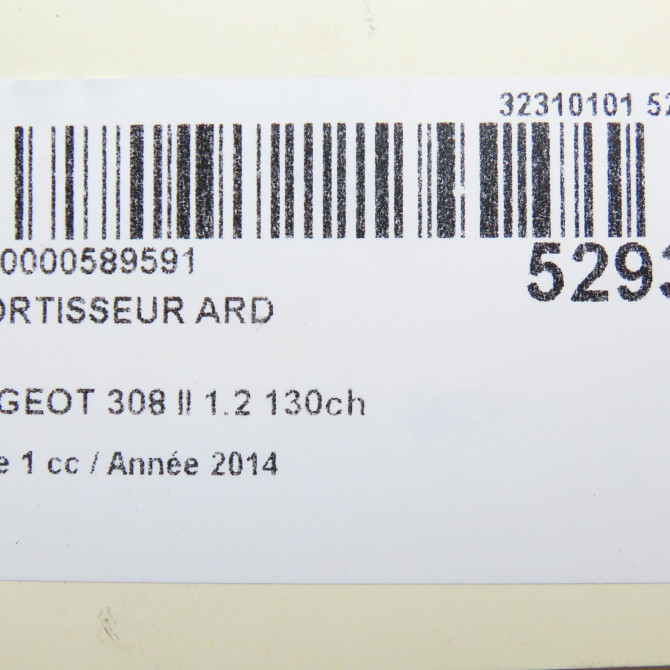 32310101 52
0000589591
5293
ORTISSEUR ARD
GEOT 308 II 1.2 130ch
e 1 cc / Année 2014